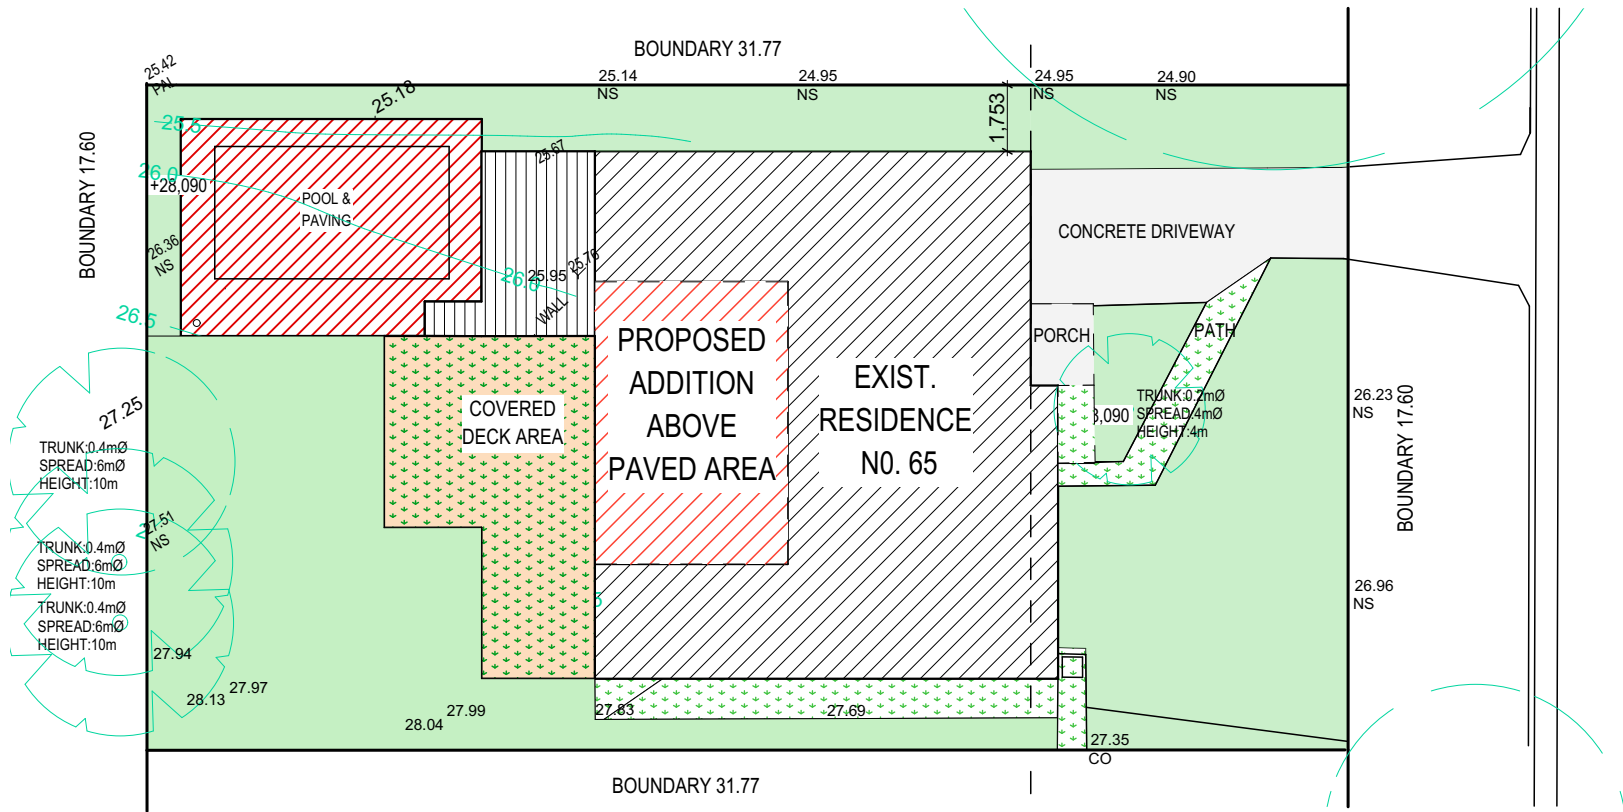 BOUNDARY 31.77
25.42
PAL
25.18
25.14
NS
24.95
NS
24.95
NS
24.90
NS
1,753
BOUNDARY 17.60
25.5
26.0
+28,090
25.67
POOL &
PAVING
26.36
NS
26.5
25.95
25.76
WALL
CONCRETE DRIVEWAY
PORCH
PATH
PROPOSED
ADDITION
ABOVE
PAVED AREA
EXIST.
RESIDENCE
N0. 65
COVERED
DECK AREA
27.25
TRUNK:0.4mØ
SPREAD:6mØ
HEIGHT:10m
27.51
NS
TRUNK:0.4mØ
SPREAD:6mØ
HEIGHT:10m
TRUNK:0.4mØ
SPREAD:6mØ
HEIGHT:10m
TRUNK:0.2mØ
SPREAD:4mØ
HEIGHT:4m
,090
26.23
NS
BOUNDARY 17.60
26.96
NS
27.94
28.13
27.97
28.04
27.99
27.83
27.69
27.35
CO
BOUNDARY 31.77